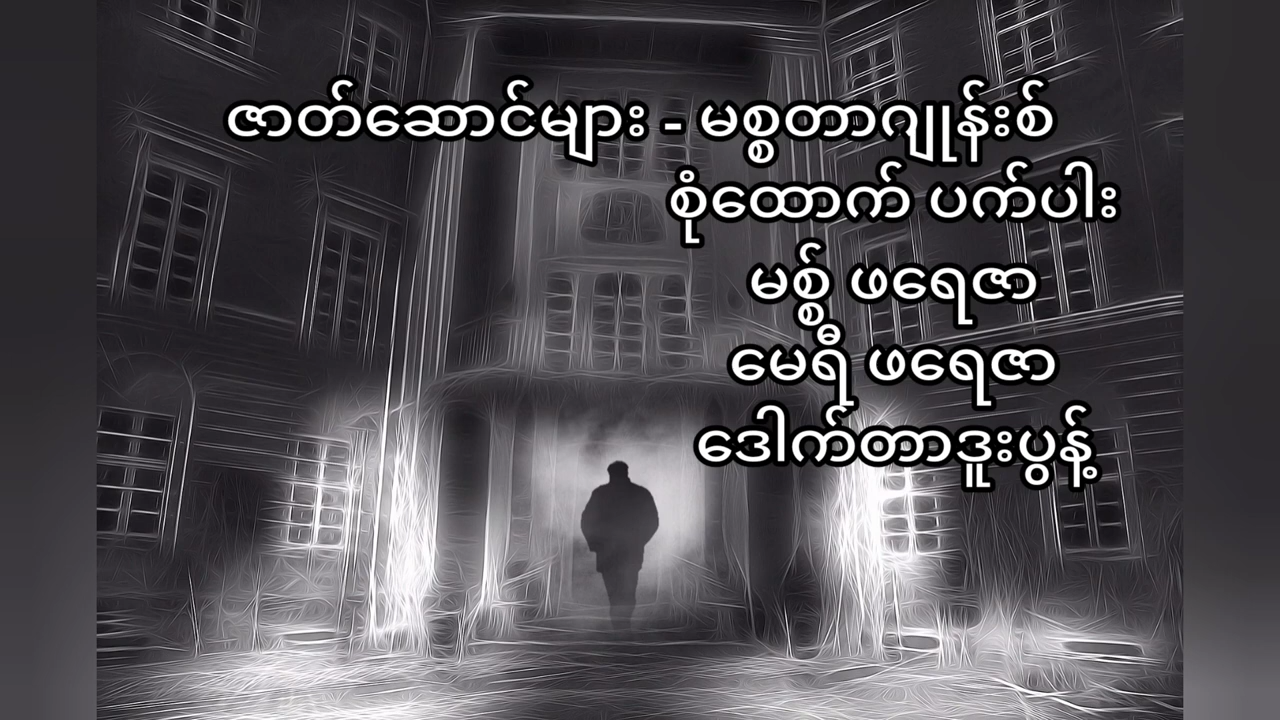 ဇာတ်ဆောင်များ - မစ္စတာဂျုန်းစ်
စုံထောက် ပက်ပါး
မစ္စ် ဖရေဇာ
မေရီ ဖရေဇာ
ဒေါက်တာဒူးပွန့်